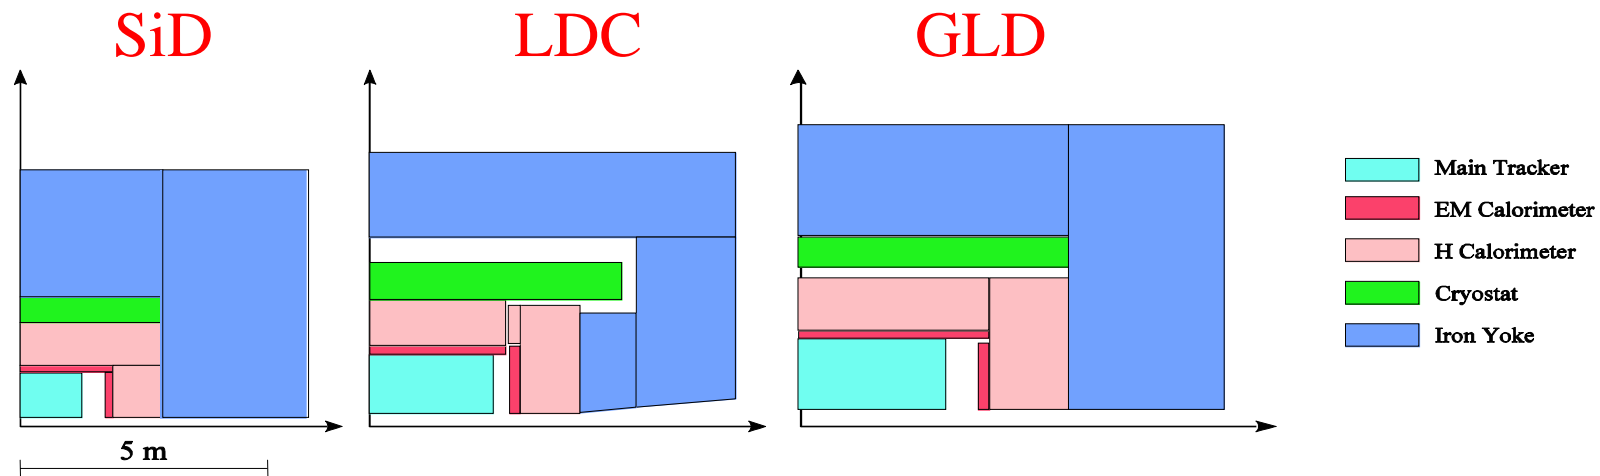 SiD
LDC
GLD
Main Tracker
EM Calorimeter
H Calorimeter
Cryostat
Iron Yoke
5 m